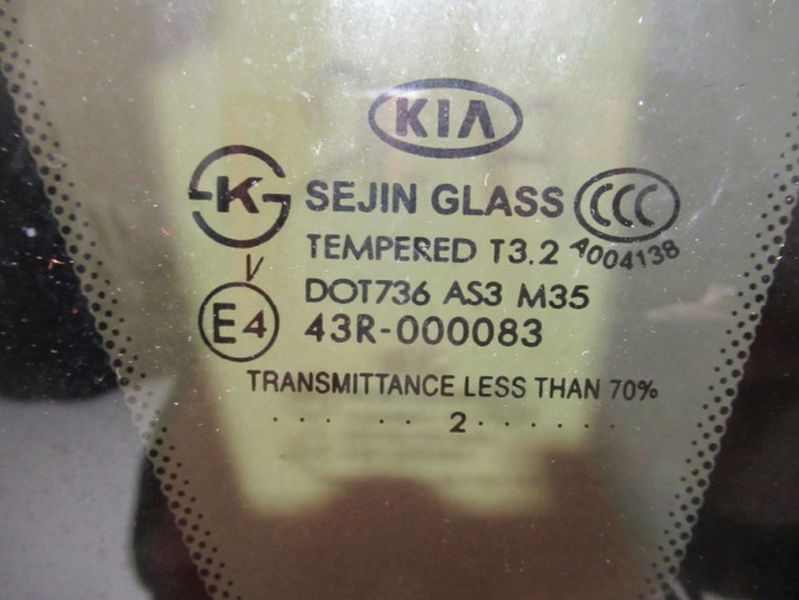 KIA
K SEJIN GLASS CCC
TEMPERED T3.2 A004138
V
DOT736 AS3 M35
E4 43R-000083
TRANSMITTANCE LESS THAN 70%
. . . . . 2 . . . . . .